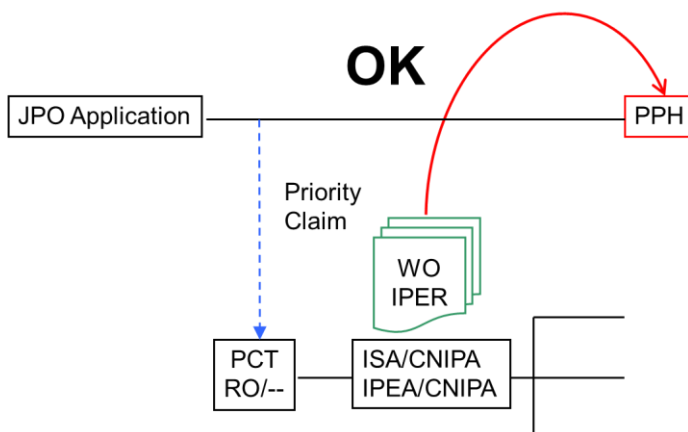 OK
JPO Application
PPH
Priority
Claim
WO
IPER
PCT
RO/--
ISA/CNIPA
IPEA/CNIPA